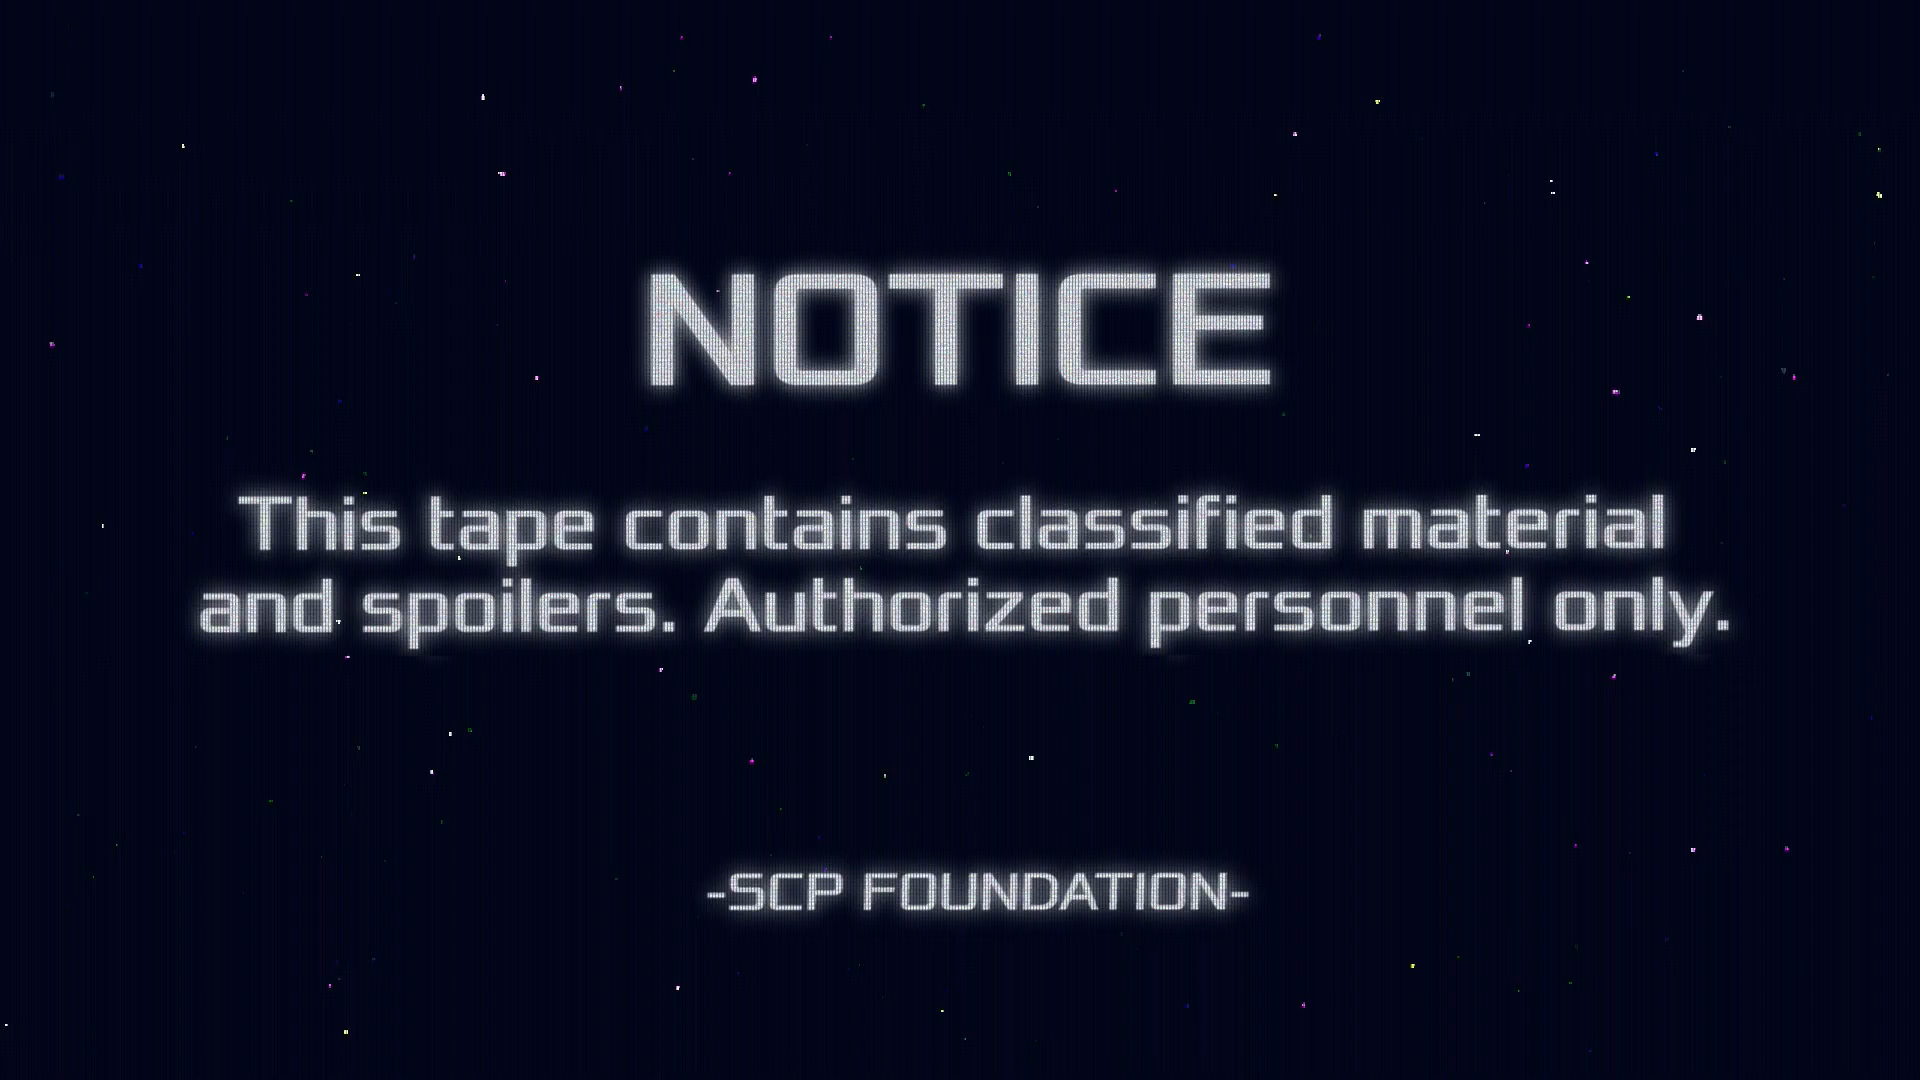 NOTICE
This tape contains classified material
and spoilers. Authorized personnel only.
-SCP FOUNDATION-